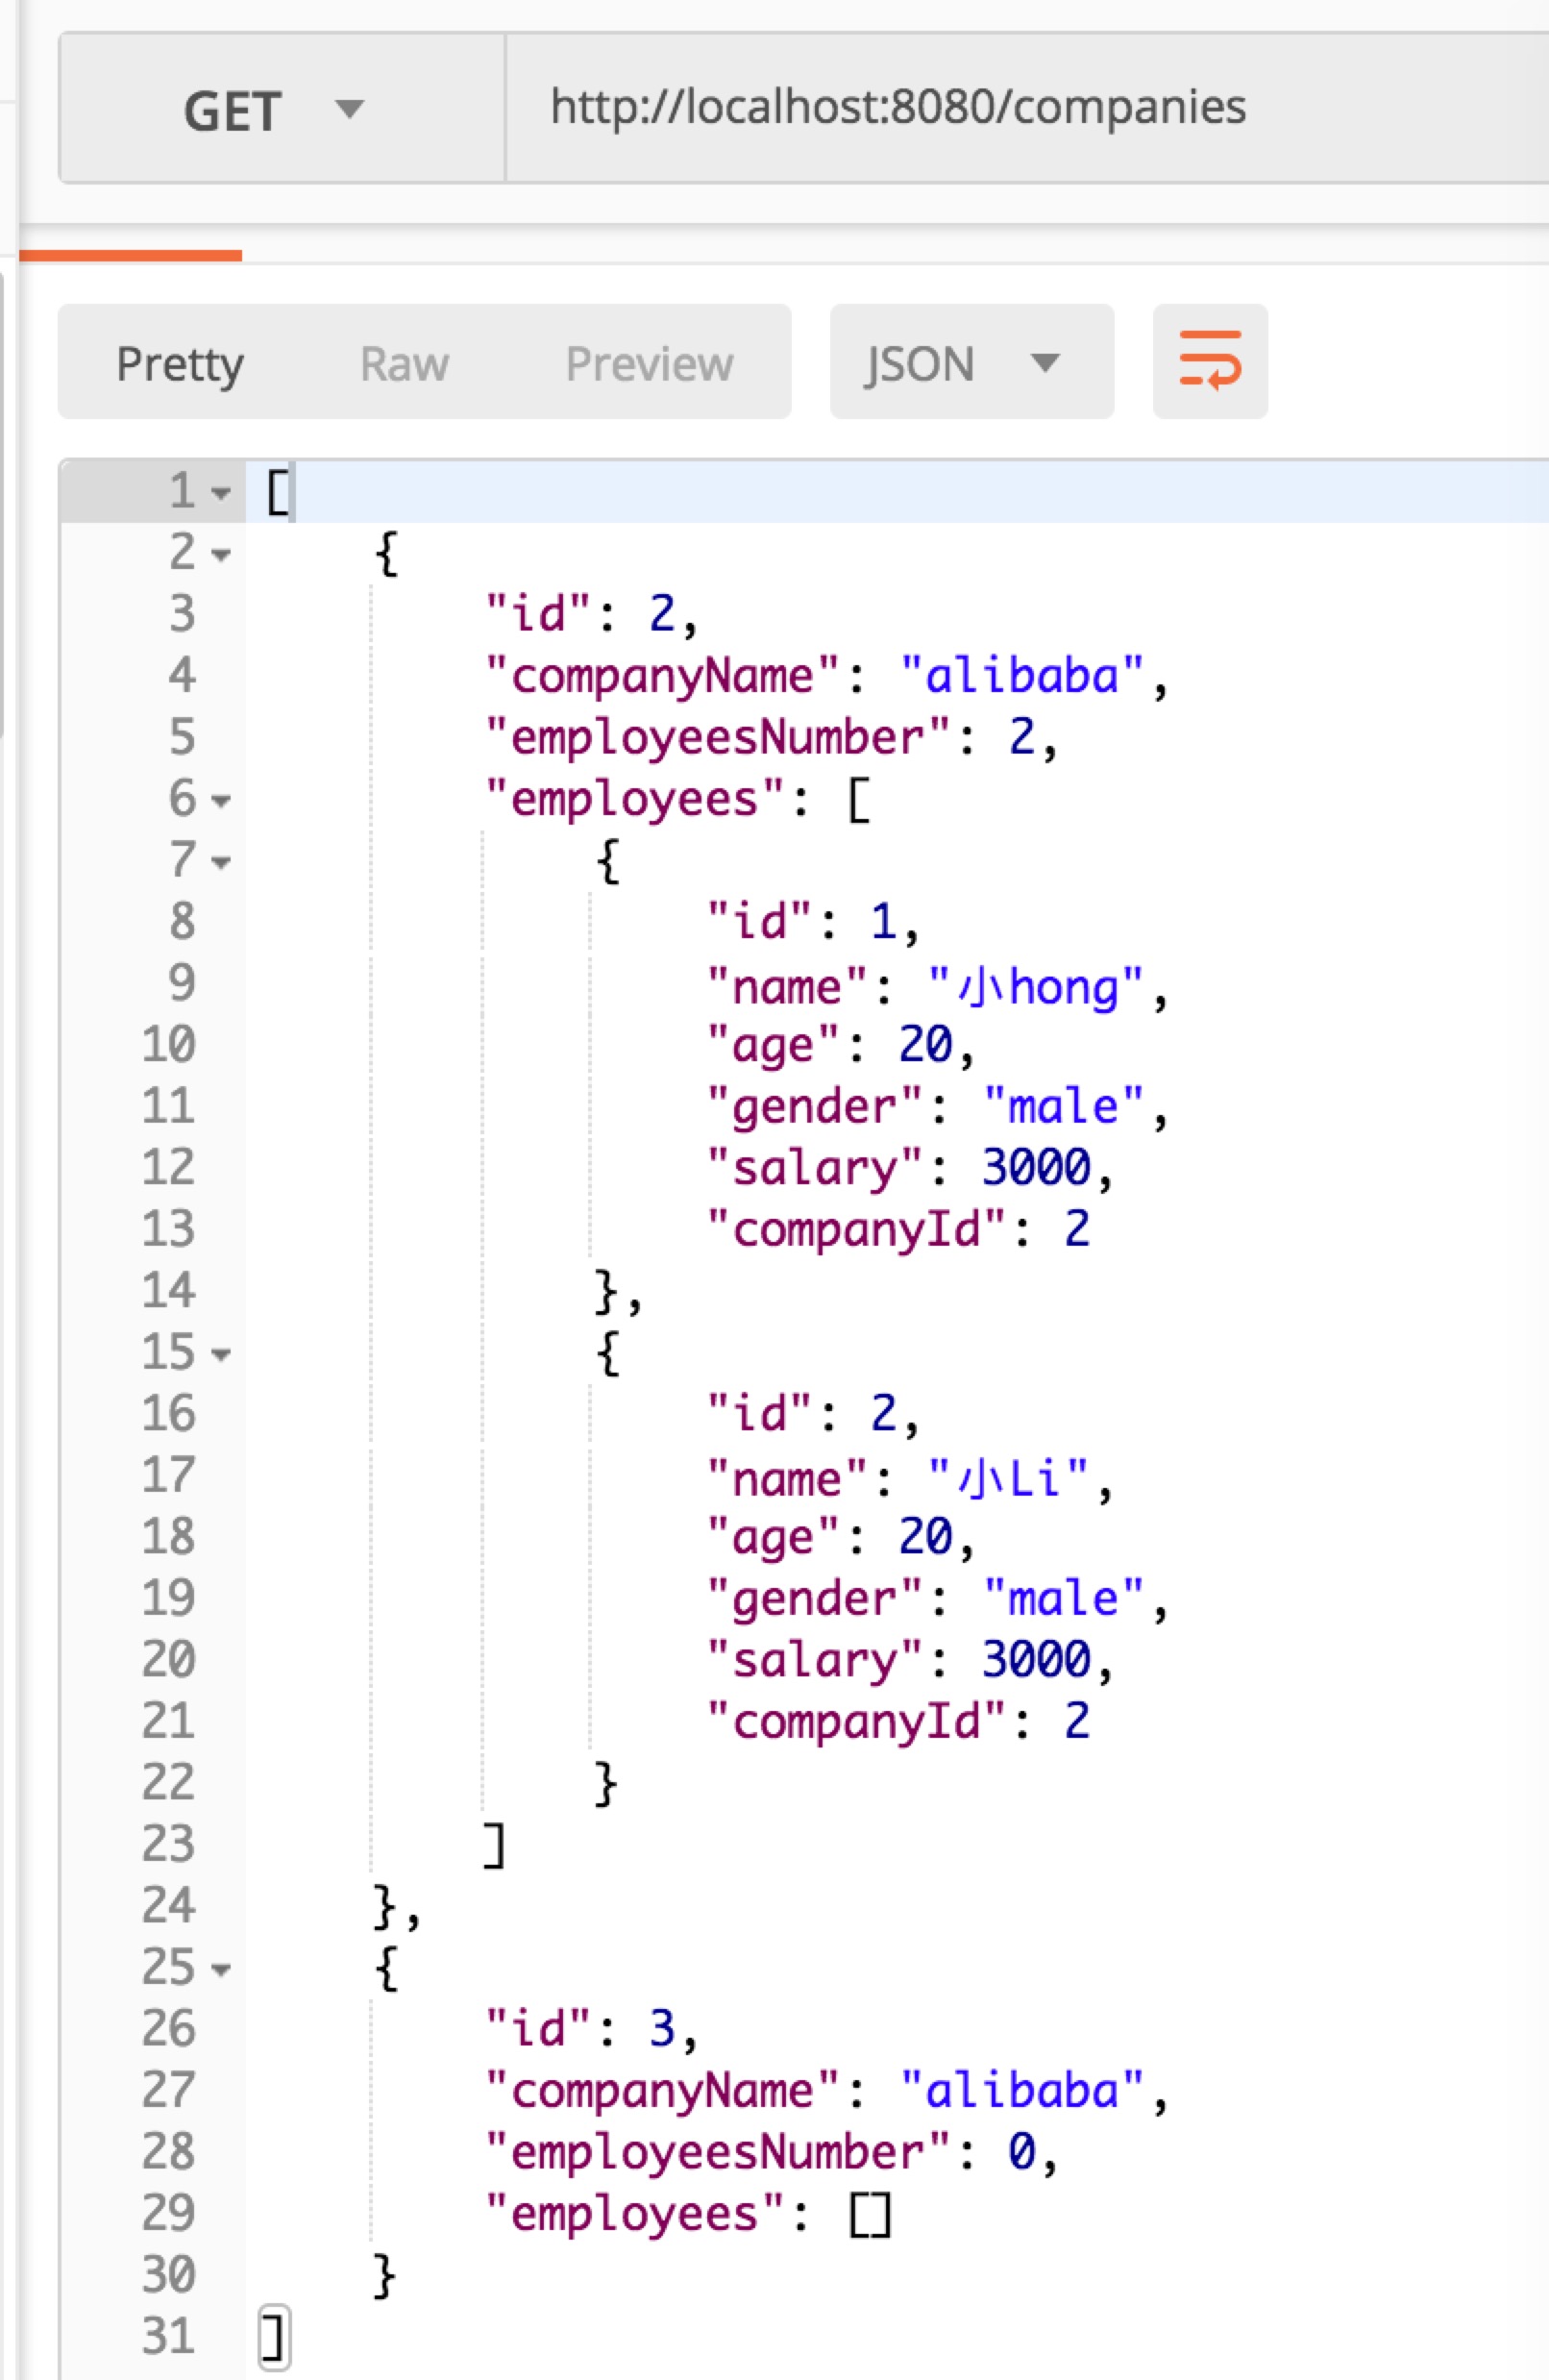 GET http://localhost:8080/companies
Pretty Raw Preview JSON
1 [
2 {
3 "id": 2,
4 "companyName": "alibaba",
5 "employeesNumber": 2,
6 "employees": [
7 {
8 "id": 1,
9 "name": "小hong",
10 "age": 20,
11 "gender": "male",
12 "salary": 3000,
13 "companyId": 2
14 },
15 {
16 "id": 2,
17 "name": "小Li",
18 "age": 20,
19 "gender": "male",
20 "salary": 3000,
21 "companyId": 2
22 }
23 ]
24 },
25 {
26 "id": 3,
27 "companyName": "alibaba",
28 "employeesNumber": 0,
29 "employees": []
30 }
31 ]